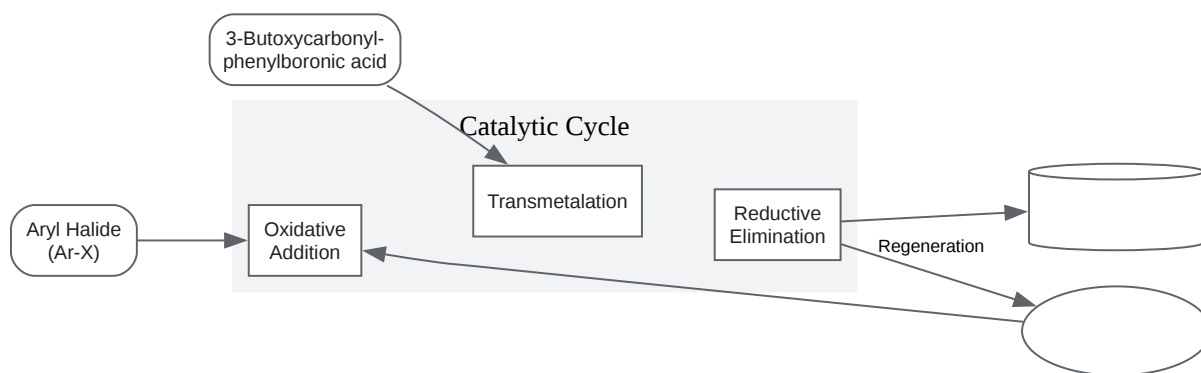 3-Butoxycarbonyl-
phenylboronic acid
Catalytic Cycle
Transmetalation
Aryl Halide
(Ar-X)
Oxidative
Addition
Reductive
Elimination
Regeneration